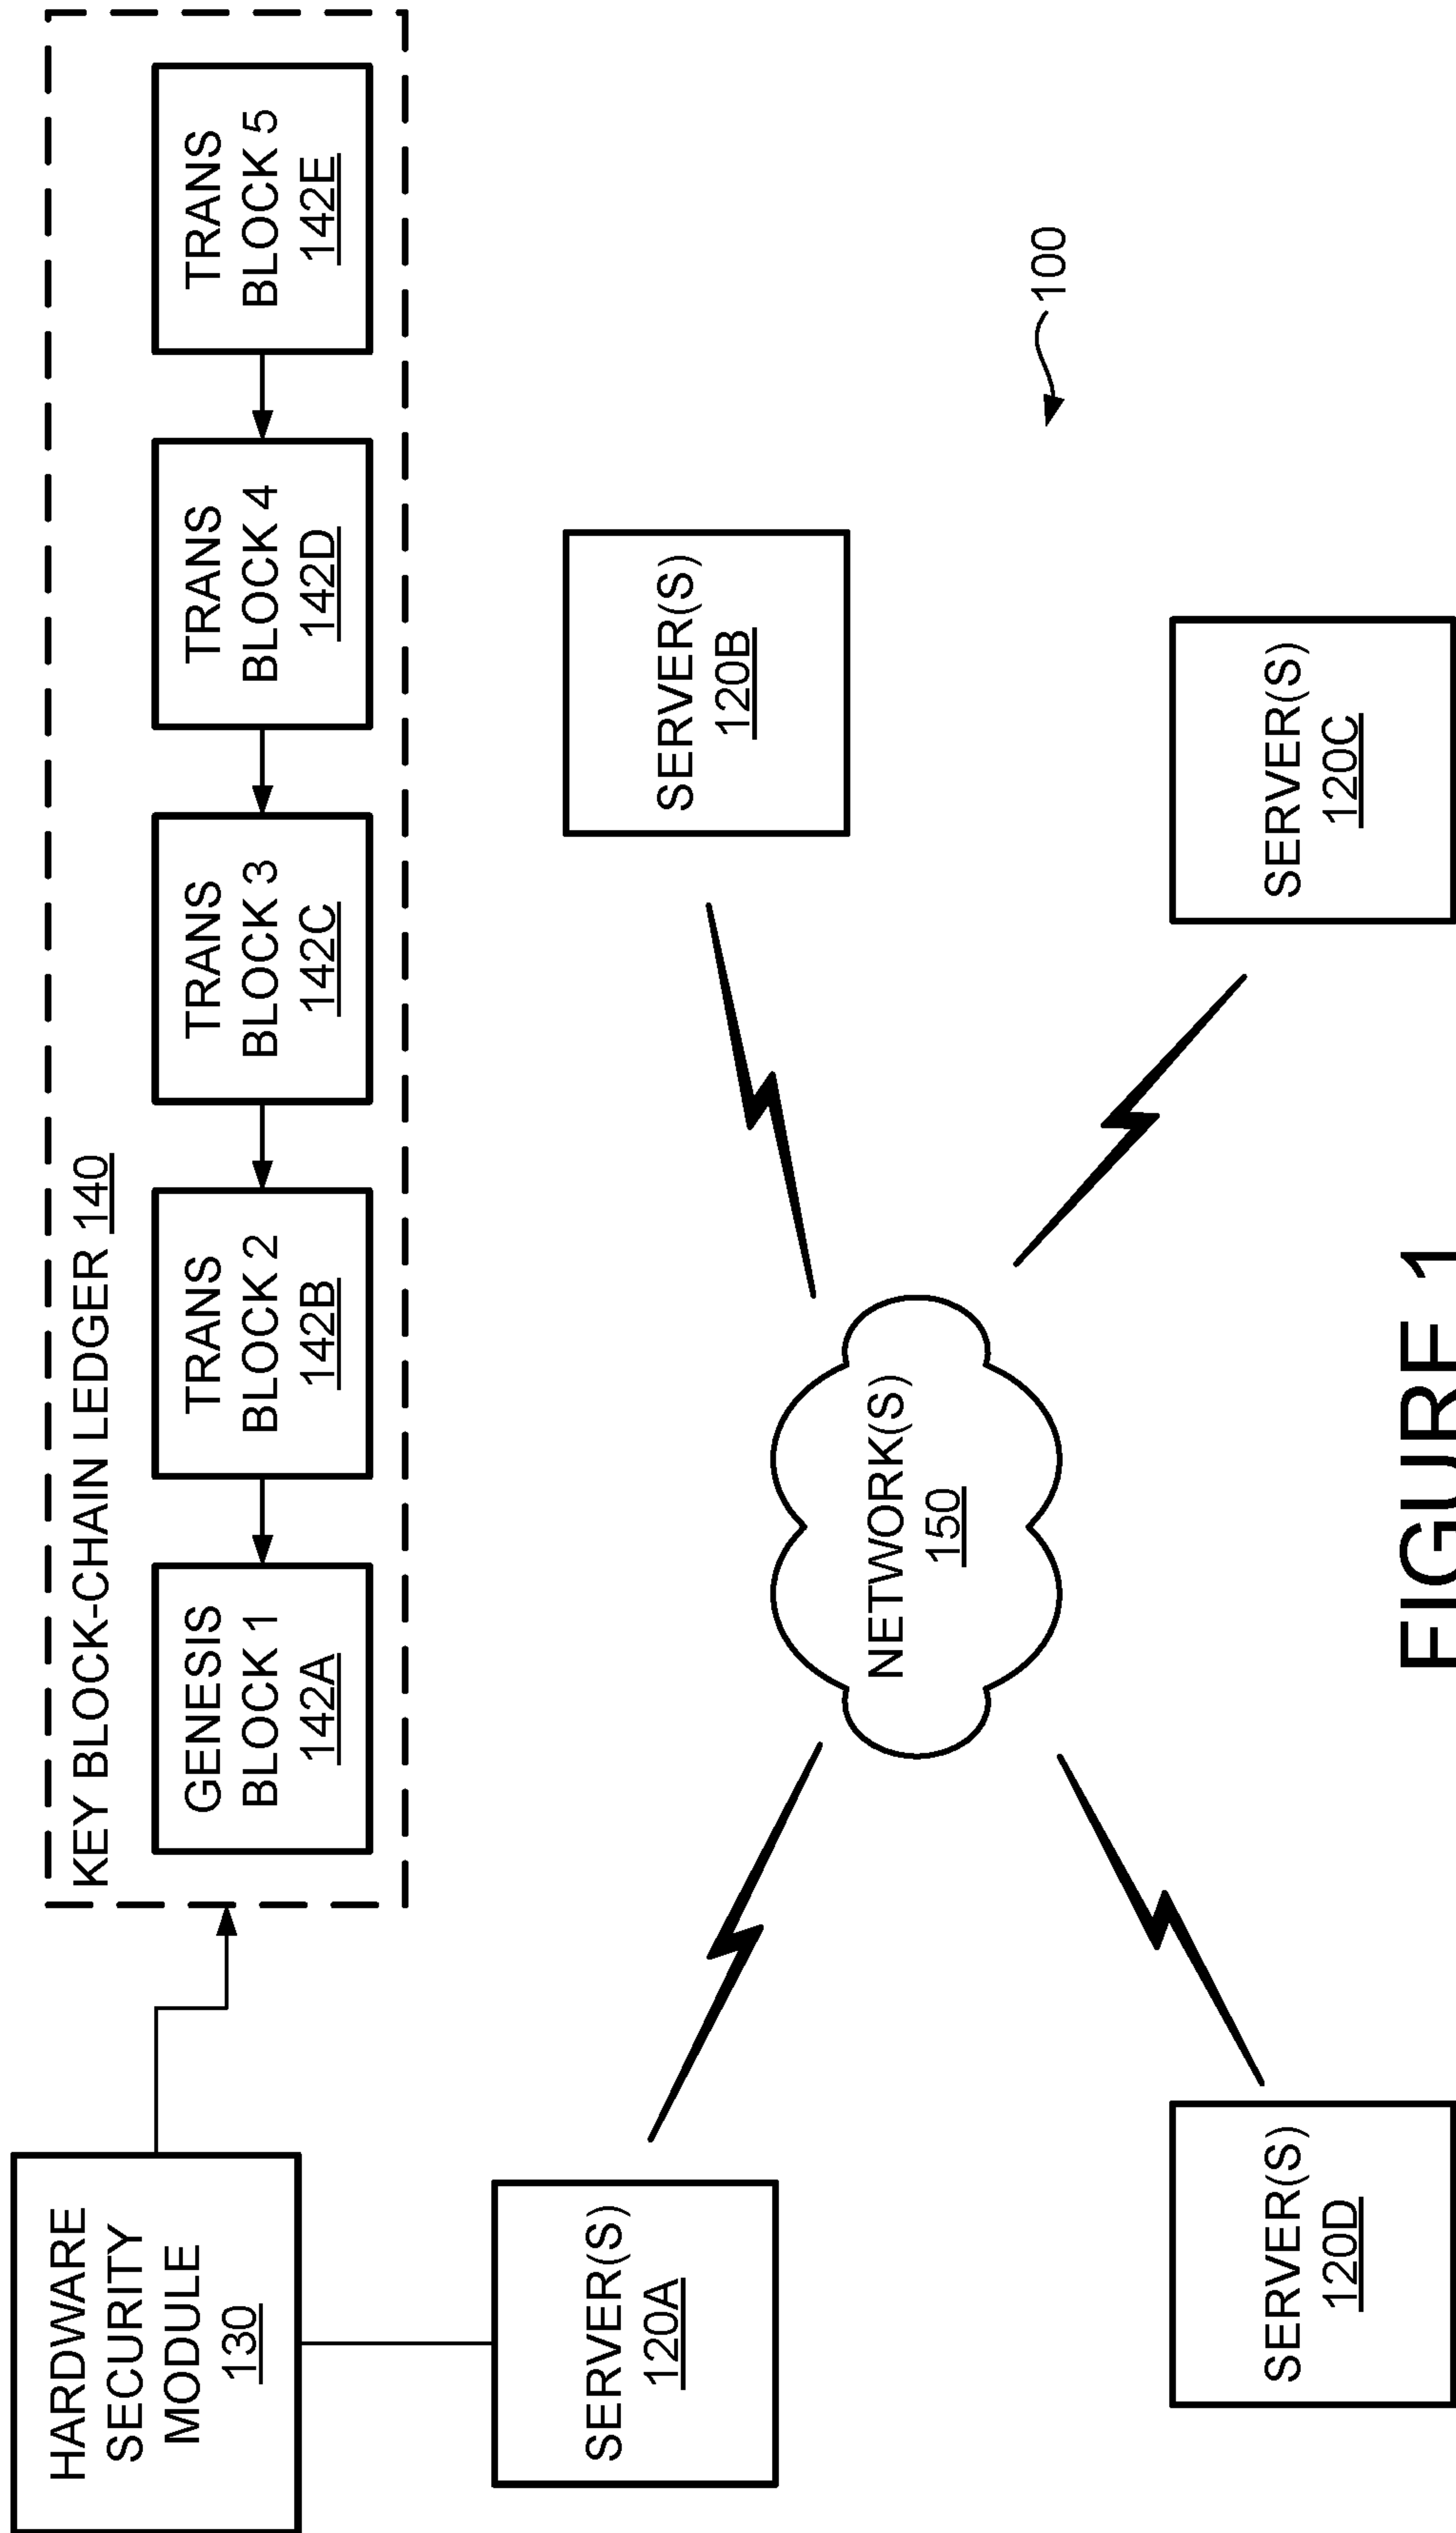 HARDWARE
SECURITY
MODULE
130
KEY BLOCK-CHAIN LEDGER 140
GENESIS
BLOCK 1
142A
TRANS
BLOCK 2
142B
TRANS
BLOCK 3
142C
TRANS
BLOCK 4
142D
TRANS
BLOCK 5
142E
SERVER(S)
120A
SERVER(S)
120B
NETWORK(S)
150
100
SERVER(S)
120D
SERVER(S)
120C
FIGURE 1